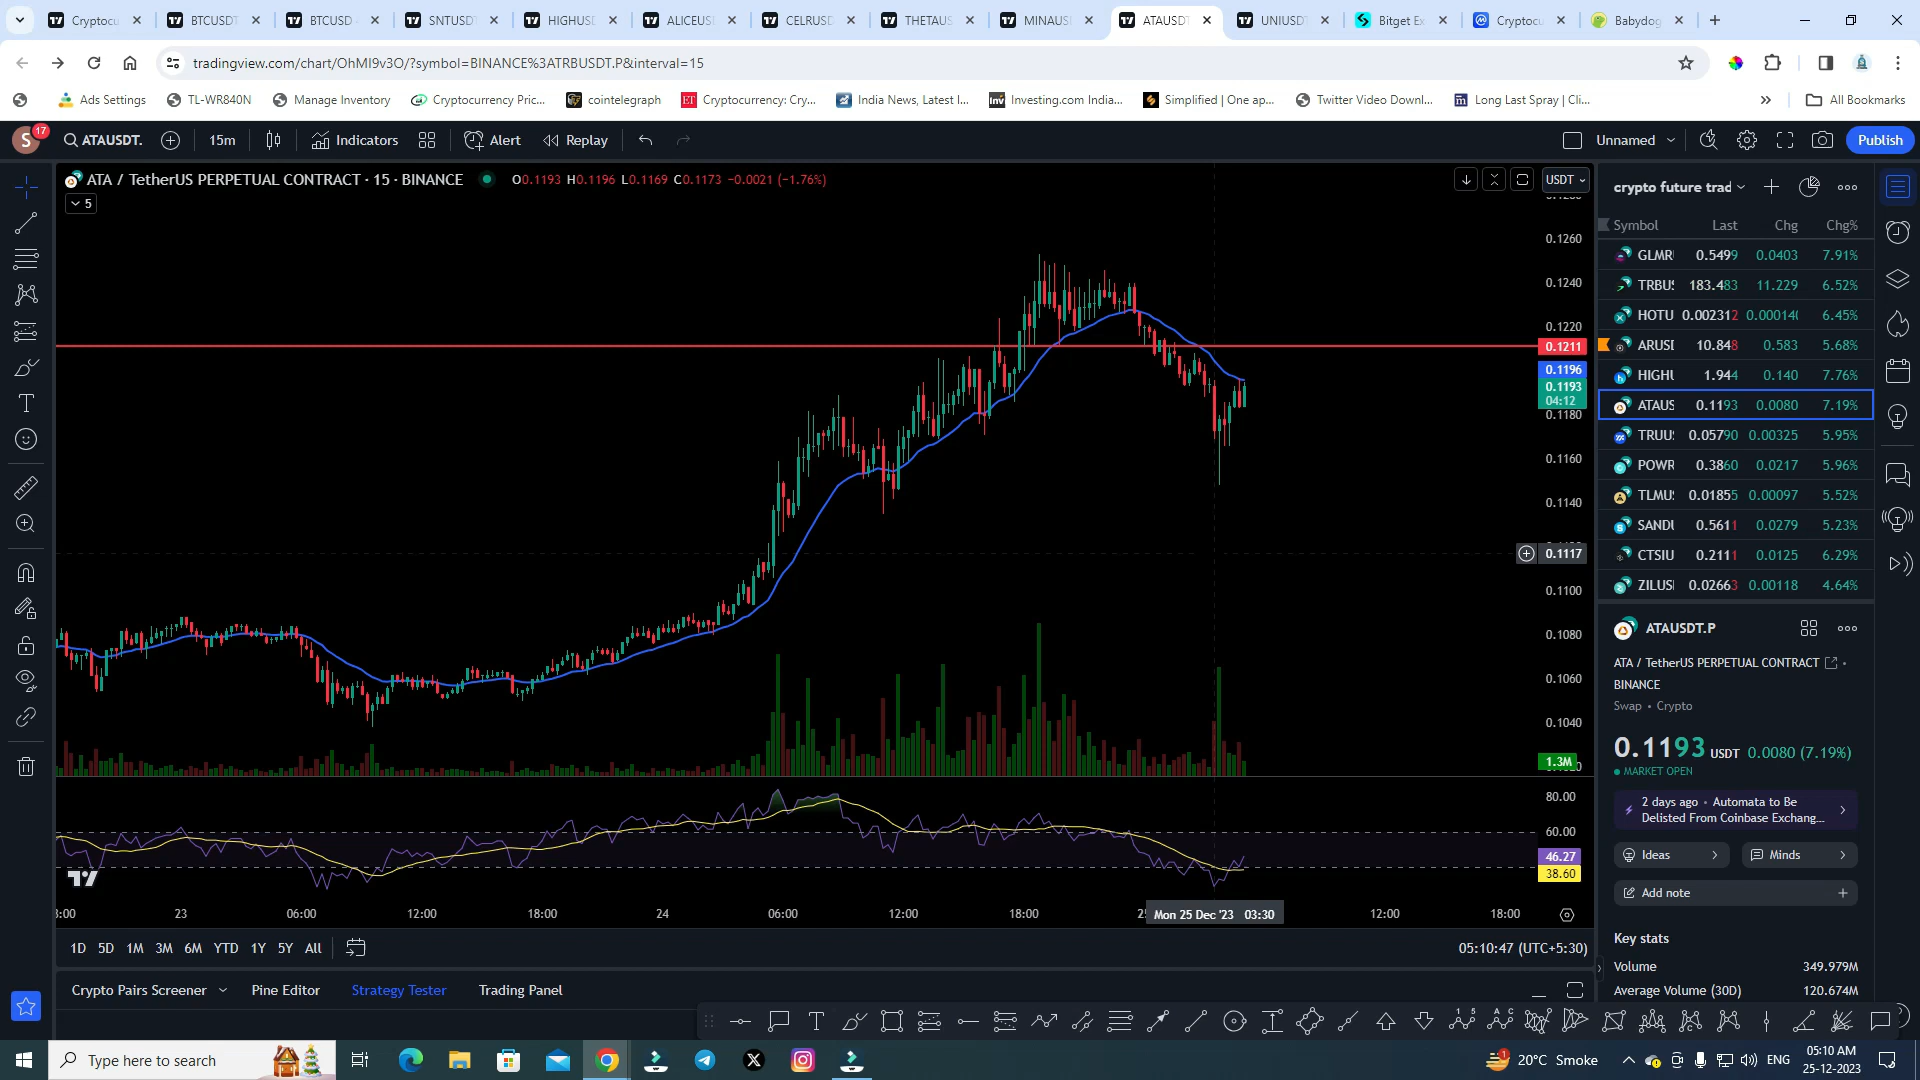 Cryptocu
BTCUSDT
BTCUSD
SNTUSDT
HIGHUSD
ALICEUS
CELRUSD
THETAUS
MINAUS
ATAUSDT
UNIUSDT
Bitget Ex
Cryptocu
Babydog
tradingview.com/chart/OhMI9v3O/?symbol=BINANCE%3ATRBUSDT.P&interval=15
Ads Settings
TL-WR840N
Manage Inventory
Cryptocurrency Pric...
cointelegraph
Cryptocurrency: Cry...
India News, Latest I...
Investing.com India...
Simplified | One ap...
Twitter Video Downl...
Long Last Spray | Cli...
All Bookmarks
S 17
ATAUSDT.
15m
Indicators
Alert
Replay
Unnamed
Publish
ATA / TetherUS PERPETUAL CONTRACT · 15 · BINANCE
O0.1193 H0.1196 L0.1169 C0.1173 −0.0021 (−1.76%)
5
USDT
0.1260
0.1240
0.1220
0.1211
0.1196
0.1193
04:12
0.1180
0.1160
0.1140
0.1117
0.1100
0.1080
0.1060
0.1040
1.3M
80.00
60.00
46.27
38.60
23
06:00
12:00
18:00
24
06:00
12:00
18:00
Mon 25 Dec '23 03:30
12:00
18:00
1D 5D 1M 3M 6M YTD 1Y 5Y All
05:10:47 (UTC+5:30)
Crypto Pairs Screener
Pine Editor
Strategy Tester
Trading Panel
crypto future trad
Symbol Last Chg Chg%
GLMR 0.5499 0.0403 7.91%
TRBUS 183.483 11.229 6.52%
HOTU 0.002312 0.00014 6.45%
ARUSI 10.848 0.583 5.68%
HIGHU 1.944 0.140 7.76%
ATAUS 0.1193 0.0080 7.19%
TRUU 0.05790 0.00325 5.95%
POWR 0.3860 0.0217 5.96%
TLMU 0.01855 0.00097 5.52%
SANDU 0.5611 0.0279 5.23%
CTSIU 0.2111 0.0125 6.29%
ZILUS 0.02663 0.00118 4.64%
ATAUSDT.P
ATA / TetherUS PERPETUAL CONTRACT
BINANCE
Swap • Crypto
0.1193 USDT 0.0080 (7.19%)
MARKET OPEN
2 days ago • Automata to Be
Delisted From Coinbase Exchang...
Ideas
Minds
Add note
Key stats
Volume 349.979M
Average Volume (30D) 120.674M
Type here to search
20°C Smoke
ENG
05:10 AM
25-12-2023